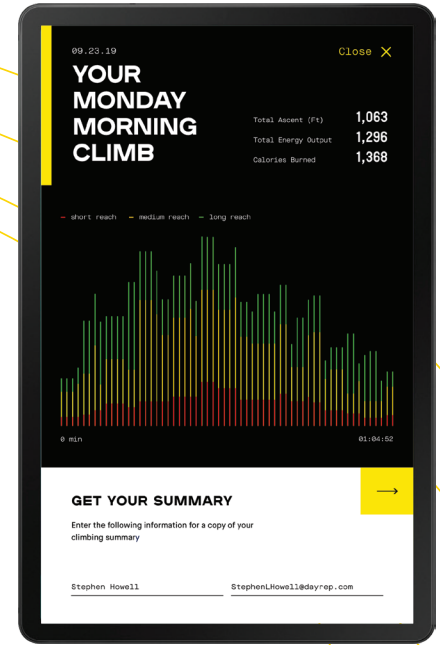 09.23.19
Close ×
YOUR
MONDAY
MORNING
CLIMB
Total Ascent (Ft) 1,063
Total Energy Output 1,296
Calories Burned 1,368
– short reach – medium reach – long reach
0 min 01:04:52
GET YOUR SUMMARY
→
Enter the following information for a copy of your
climbing summary
Stephen Howell StephenLHowell@dayrep.com